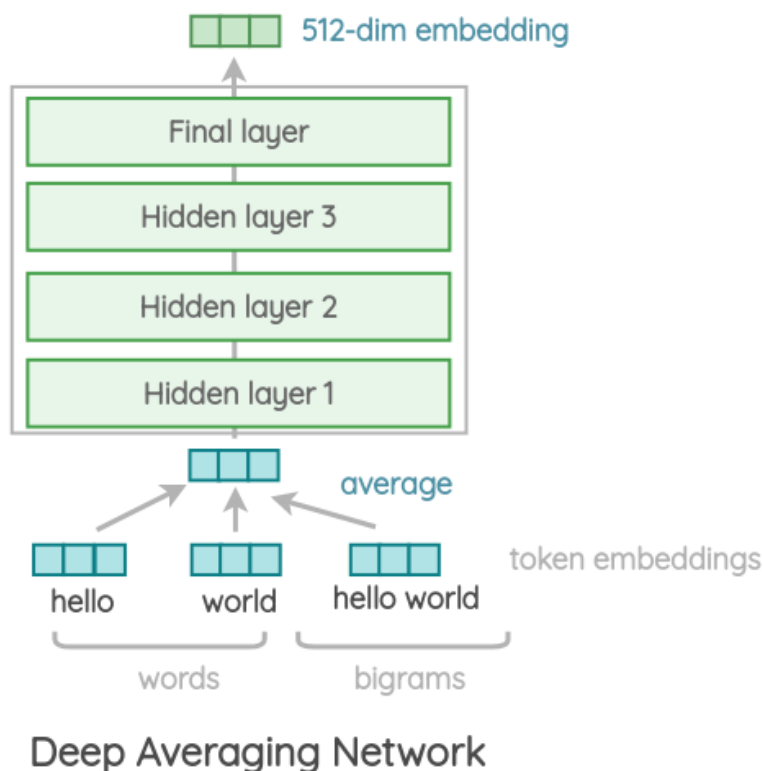 512-dim embedding
Final layer
Hidden layer 3
Hidden layer 2
Hidden layer 1
average
token embeddings
hello world hello world
words bigrams
Deep Averaging Network